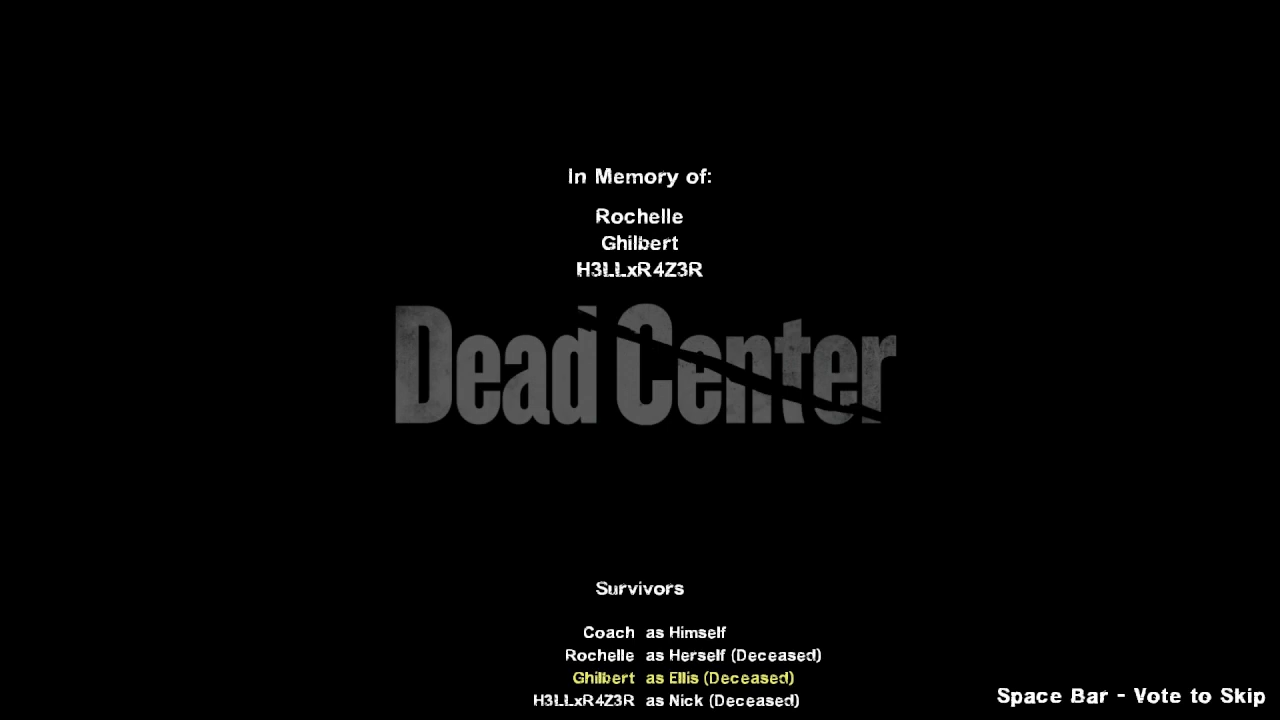 In Memory of:
Rochelle
Ghilbert
H3LLxR4Z3R
Dead Center
Survivors
Coach as Himself
Rochelle as Herself (Deceased)
Ghilbert as Ellis (Deceased)
H3LLxR4Z3R as Nick (Deceased)
Space Bar - Vote to Skip